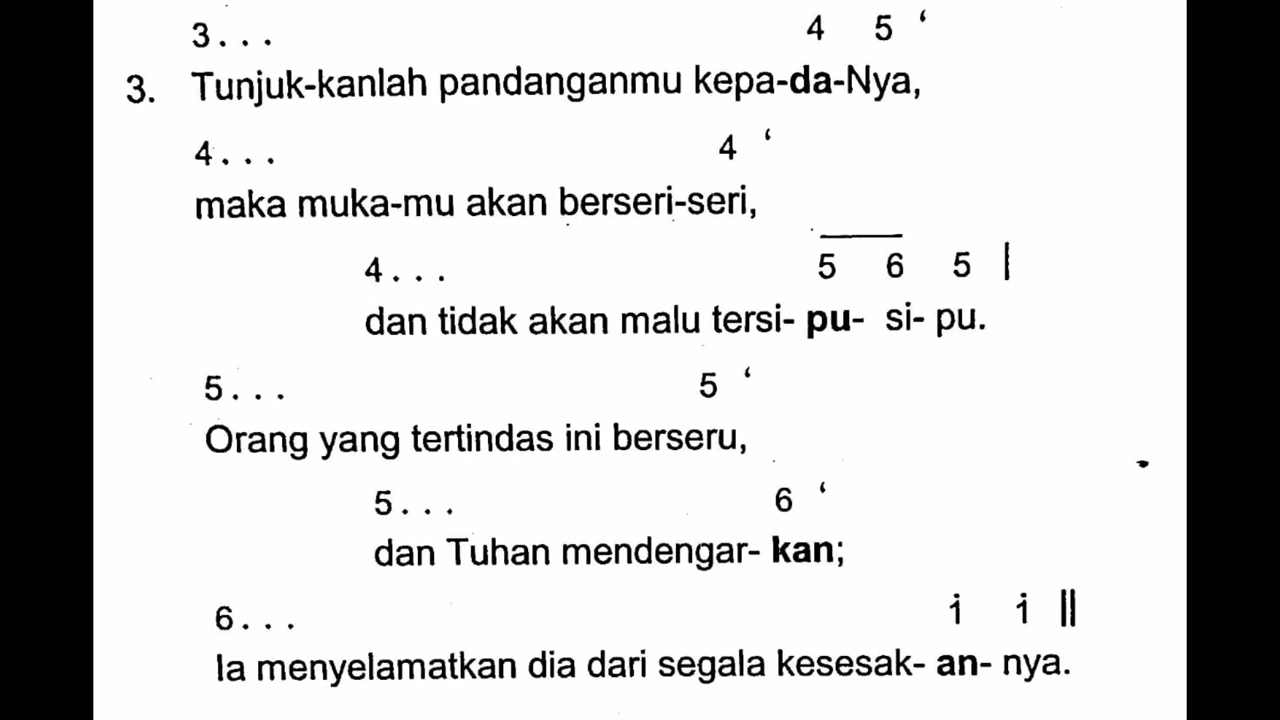 3... 4 5 ‘
3. Tunjuk-kanlah pandanganmu kepa-da-Nya,
4... 4 ‘
maka muka-mu akan berseri-seri,
4... 5 6 5 |
dan tidak akan malu tersi- pu- si- pu.
5... 5 ‘
Orang yang tertindas ini berseru,
5... 6 ‘
dan Tuhan mendengar- kan;
6... i i ||
Ia menyelamatkan dia dari segala kesesak- an- nya.